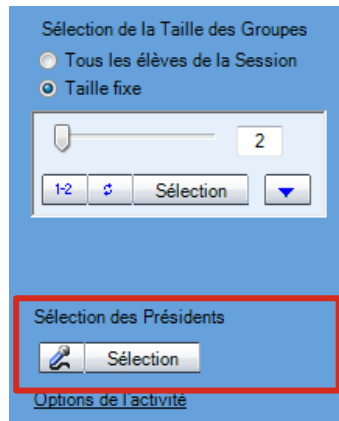 Sélection de la Taille des Groupes
Tous les élèves de la Session
Taille fixe
2
1-2 Sélection
Sélection des Présidents
Sélection
Options de l'activité